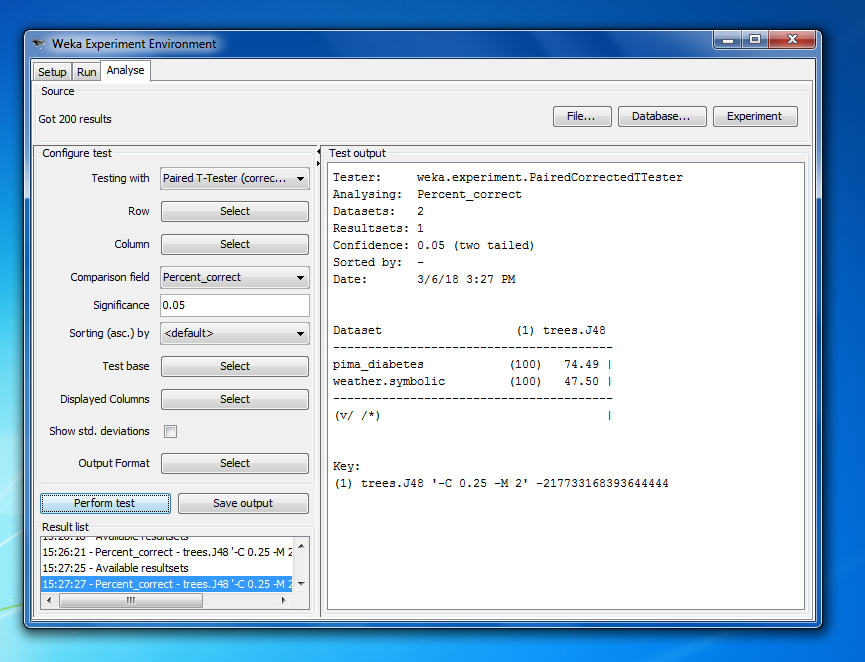 Weka Experiment Environment
Setup Run Analyse
Source
Got 200 results
File... Database... Experiment
Configure test
Testing with Paired T-Tester (correc...
Row Select
Column Select
Comparison field Percent_correct
Significance 0.05
Sorting (asc.) by <default>
Test base Select
Displayed Columns Select
Show std. deviations
Output Format Select
Perform test Save output
Result list
15:26:16 - Available resultsets
15:26:21 - Percent_correct - trees.J48 '-C 0.25 -M 2
15:27:25 - Available resultsets
15:27:27 - Percent_correct - trees.J48 '-C 0.25 -M 2
Test output
Tester: weka.experiment.PairedCorrectedTTester
Analysing: Percent_correct
Datasets: 2
Resultsets: 1
Confidence: 0.05 (two tailed)
Sorted by: -
Date: 3/6/18 3:27 PM
Dataset (1) trees.J48
----------------------------------------
pima_diabetes (100) 74.49 |
weather.symbolic (100) 47.50 |
----------------------------------------
(v/ /*) |
Key:
(1) trees.J48 '-C 0.25 -M 2' -217733168393644444